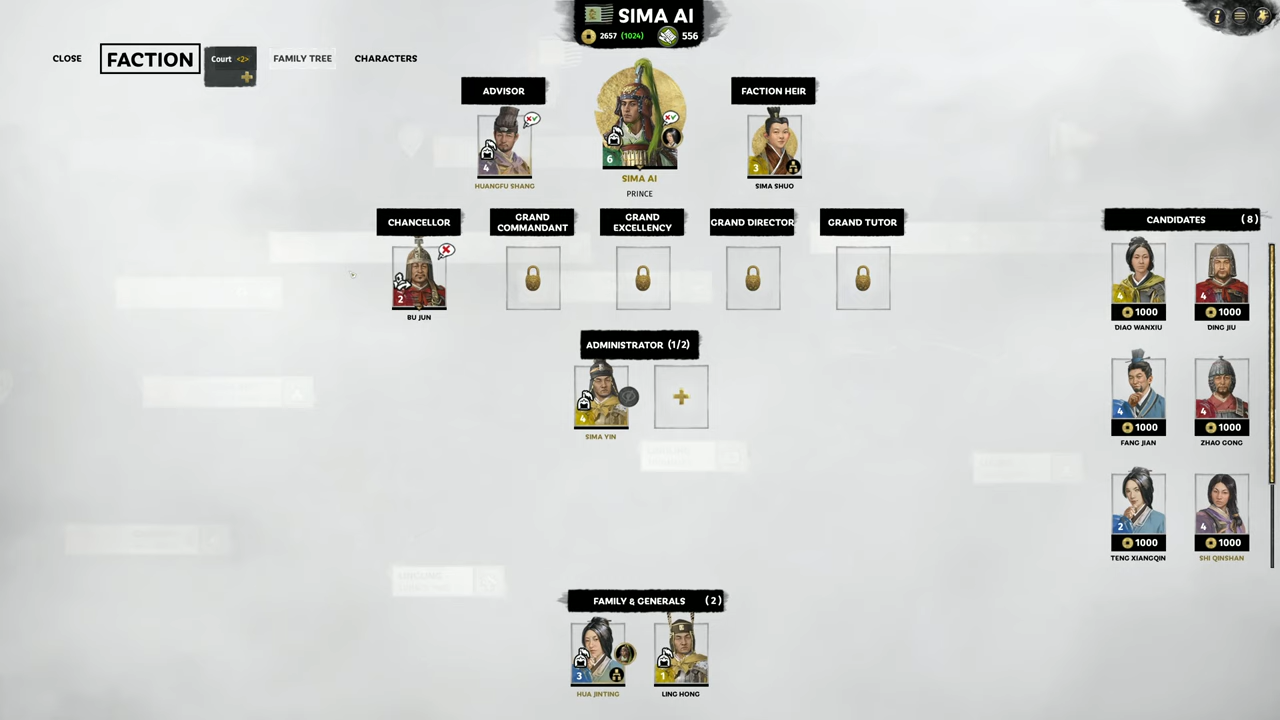 SIMA AI
2657 (1024) 556
CLOSE
FACTION
Court <2>
FAMILY TREE
CHARACTERS
ADVISOR
FACTION HEIR
4
6
3
HUANGFU SHANG
SIMA AI
PRINCE
SIMA SHUO
CHANCELLOR
GRAND
COMMANDANT
GRAND
EXCELLENCY
GRAND DIRECTOR
GRAND TUTOR
2
BU JUN
ADMINISTRATOR (1/2)
4
SIMA YIN
CANDIDATES (8)
4
1000
DIAO WANXIU
4
1000
DING JIU
4
1000
FANG JIAN
4
1000
ZHAO GONG
2
1000
TENG XIANGQIN
4
1000
SHI QINSHAN
FAMILY & GENERALS (2)
3
HUA JINTING
1
LING HONG